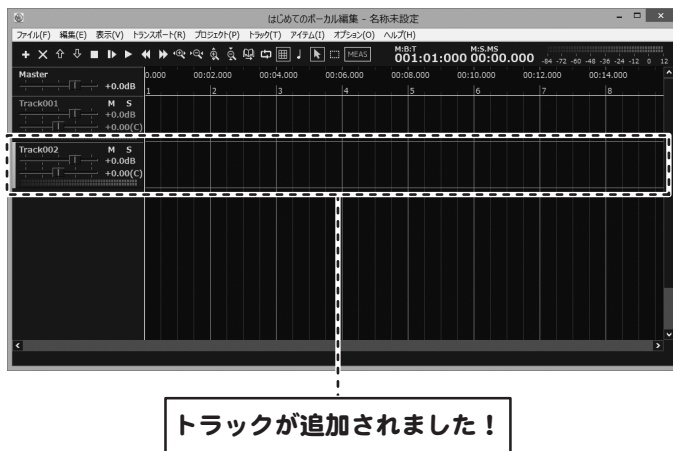 はじめてのボーカル編集 - 名称未設定
ファイル(F) 編集(E) 表示(V) トランスポート(R) プロジェクト(P) トラック(T) アイテム(I) オプション(O) ヘルプ(H)
MEAS M:B:T 001:01:000 M:S.MS 00:00.000 -84 -72 -60 -48 -36 -24 -12 0 12
Master 0.000 00:02.000 00:04.000 00:06.000 00:08.000 00:10.000 00:12.000 00:14.000
+0.0dB 1 2 3 4 5 6 7 8
Track001 M S
+0.0dB
+0.00(C)
Track002 M S
+0.0dB
+0.00(C)
トラックが追加されました！